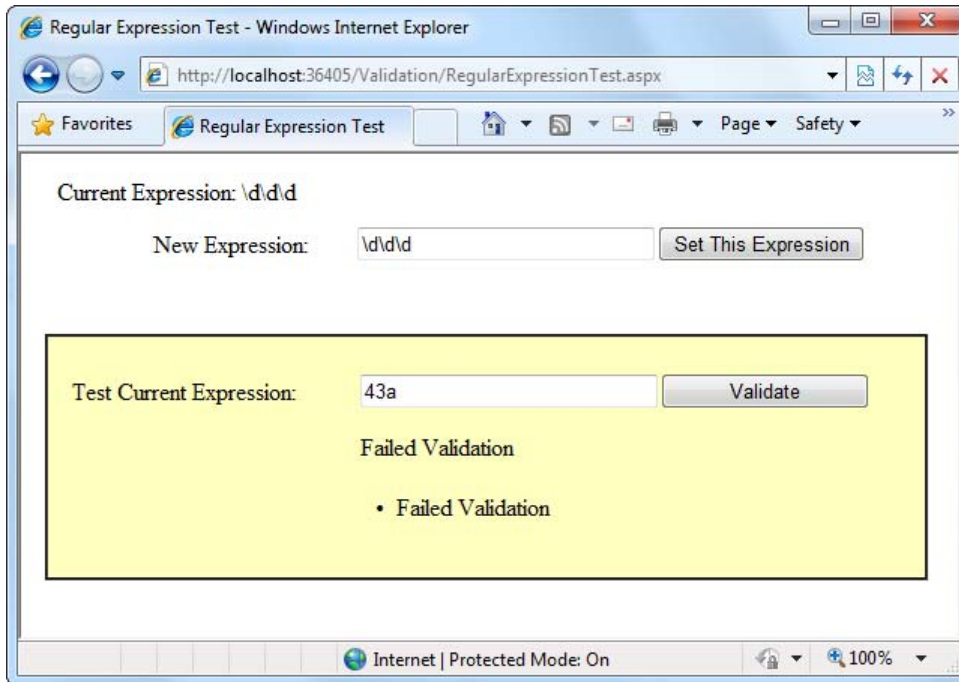 Regular Expression Test - Windows Internet Explorer
http://localhost:36405/Validation/RegularExpressionTest.aspx
Favorites Regular Expression Test Page Safety »
Current Expression: \d\d\d
New Expression: \d\d\d Set This Expression
Test Current Expression: 43a Validate
Failed Validation
• Failed Validation
Internet | Protected Mode: On 100%